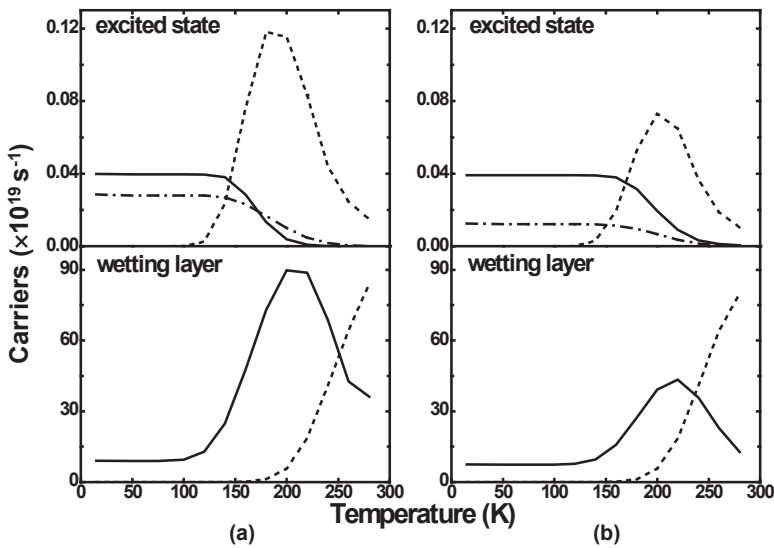 excited state
excited state
0.12
0.12
0.08
0.08
0.04
0.04
0.00
0.00
wetting layer
wetting layer
90
90
60
60
30
30
0
0
0 50 100 150 200 250 300
0 50 100 150 200 250 300
Carriers (×10¹⁹ s⁻¹)
Temperature (K)
(a)
(b)